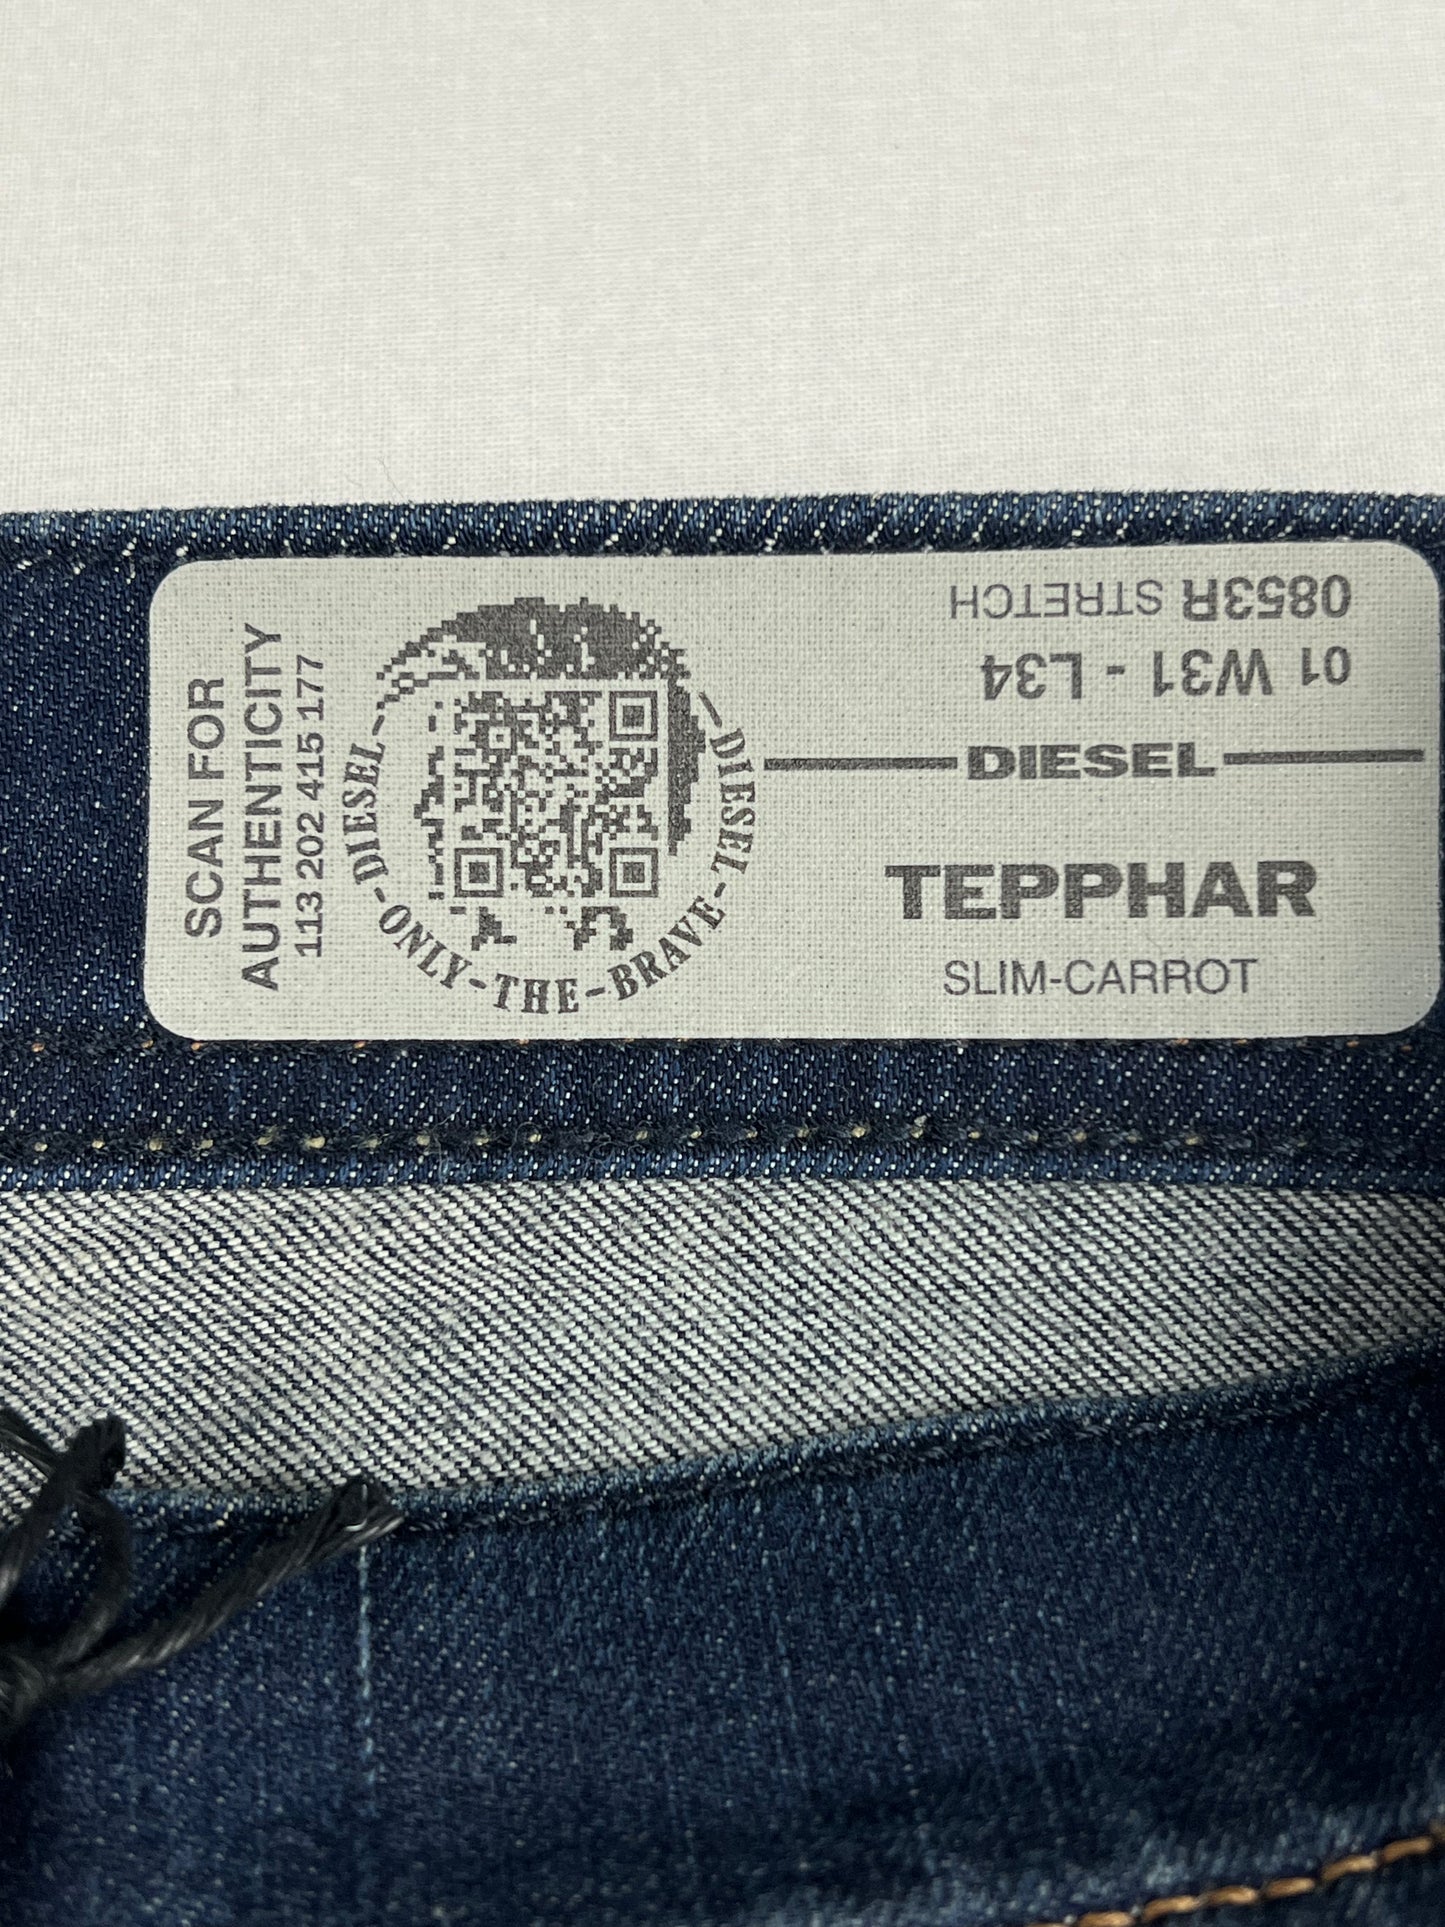 SCAN FOR
AUTHENTICITY
113 202 415 177
DIESEL-ONLY-THE-BRAVE-DIESEL
0853R STRETCH
01 W31 - L34
DIESEL
TEPPHAR
SLIM-CARROT